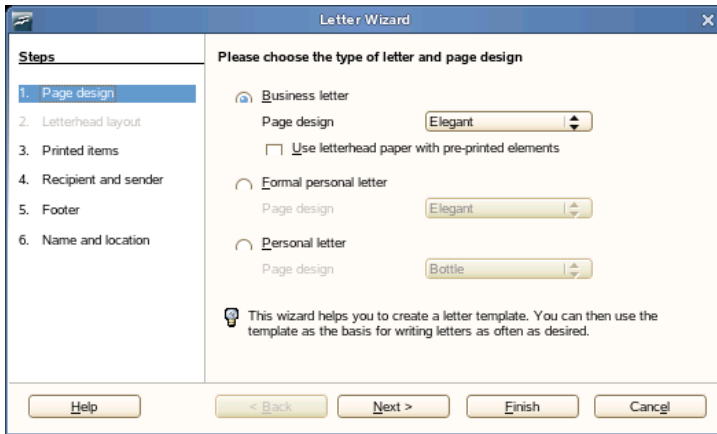 Letter Wizard
Steps
1. Page design
2. Letterhead layout
3. Printed items
4. Recipient and sender
5. Footer
6. Name and location
Please choose the type of letter and page design
Business letter
Page design Elegant
Use letterhead paper with pre-printed elements
Formal personal letter
Page design Elegant
Personal letter
Page design Bottle
This wizard helps you to create a letter template. You can then use the
template as the basis for writing letters as often as desired.
Help < Back Next > Finish Cancel